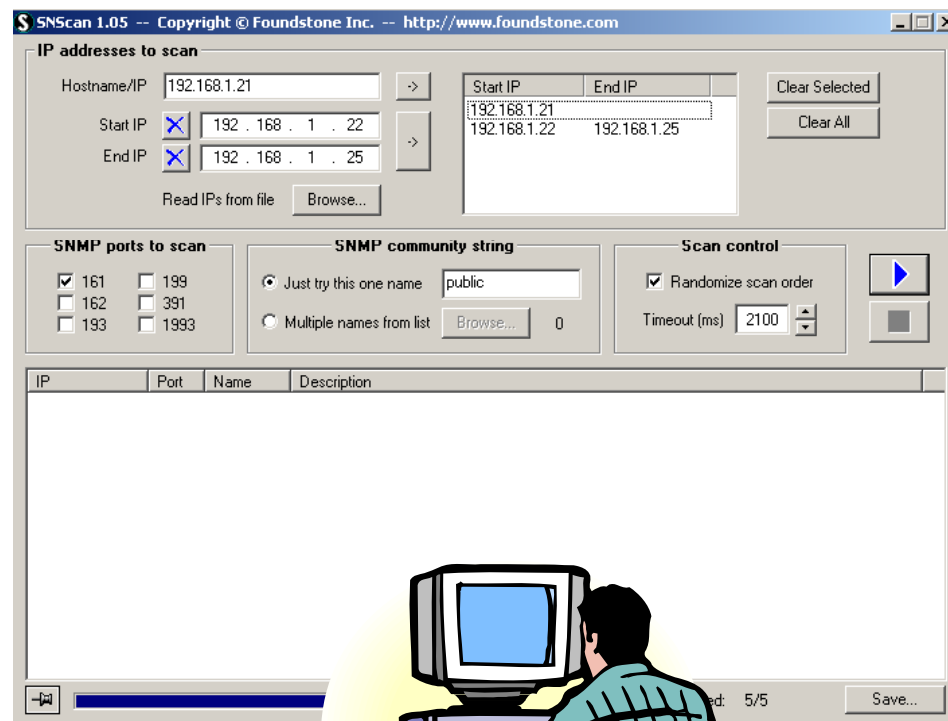 SNScan 1.05 -- Copyright © Foundstone Inc. -- http://www.foundstone.com
IP addresses to scan
Hostname/IP 192.168.1.21 ->
Start IP 192 . 168 . 1 . 22
End IP 192 . 168 . 1 . 25
->
Read IPs from file Browse...
Start IP End IP
192.168.1.21
192.168.1.22 192.168.1.25
Clear Selected
Clear All
SNMP ports to scan
161 199
162 391
193 1993
SNMP community string
Just try this one name public
Multiple names from list Browse... 0
Scan control
Randomize scan order
Timeout (ms) 2100
IP Port Name Description
5/5 Save...